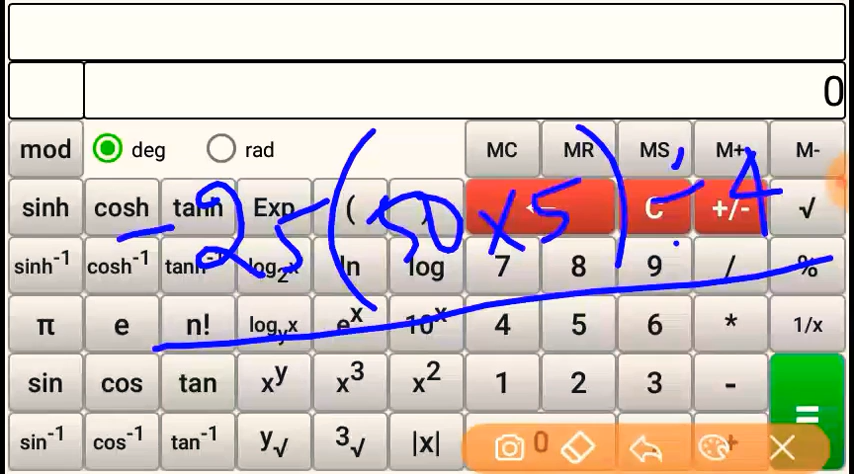 0
mod deg rad MC MR MS M+ M-
sinh cosh tanh Exp ( ) ← C +/- √
-25(50×5)÷4
sinh⁻¹ cosh⁻¹ tanh⁻¹ log₂x ln log 7 8 9 / %
π e n! logᵧx eˣ 10ˣ 4 5 6 * 1/x
sin cos tan xʸ x³ x² 1 2 3 - =
sin⁻¹ cos⁻¹ tan⁻¹ ʸ√ ³√ |x| 0 . +